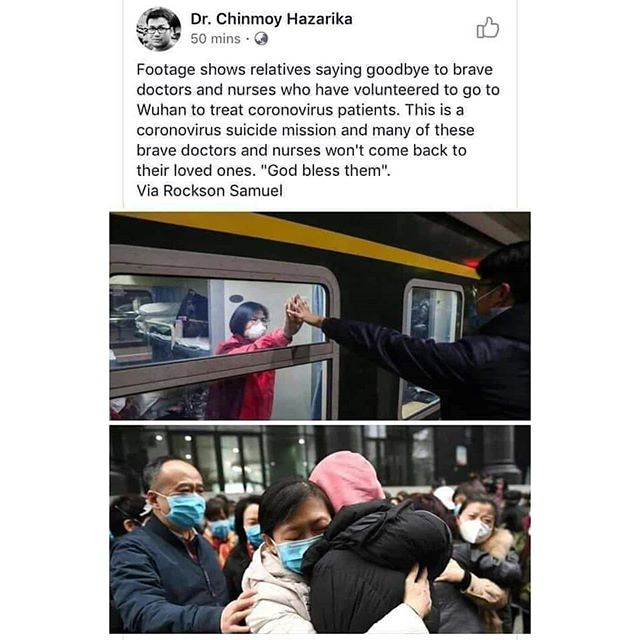 Dr. Chinmoy Hazarika
50 mins ·
Footage shows relatives saying goodbye to brave
doctors and nurses who have volunteered to go to
Wuhan to treat coronovirus patients. This is a
coronovirus suicide mission and many of these
brave doctors and nurses won't come back to
their loved ones. "God bless them".
Via Rockson Samuel